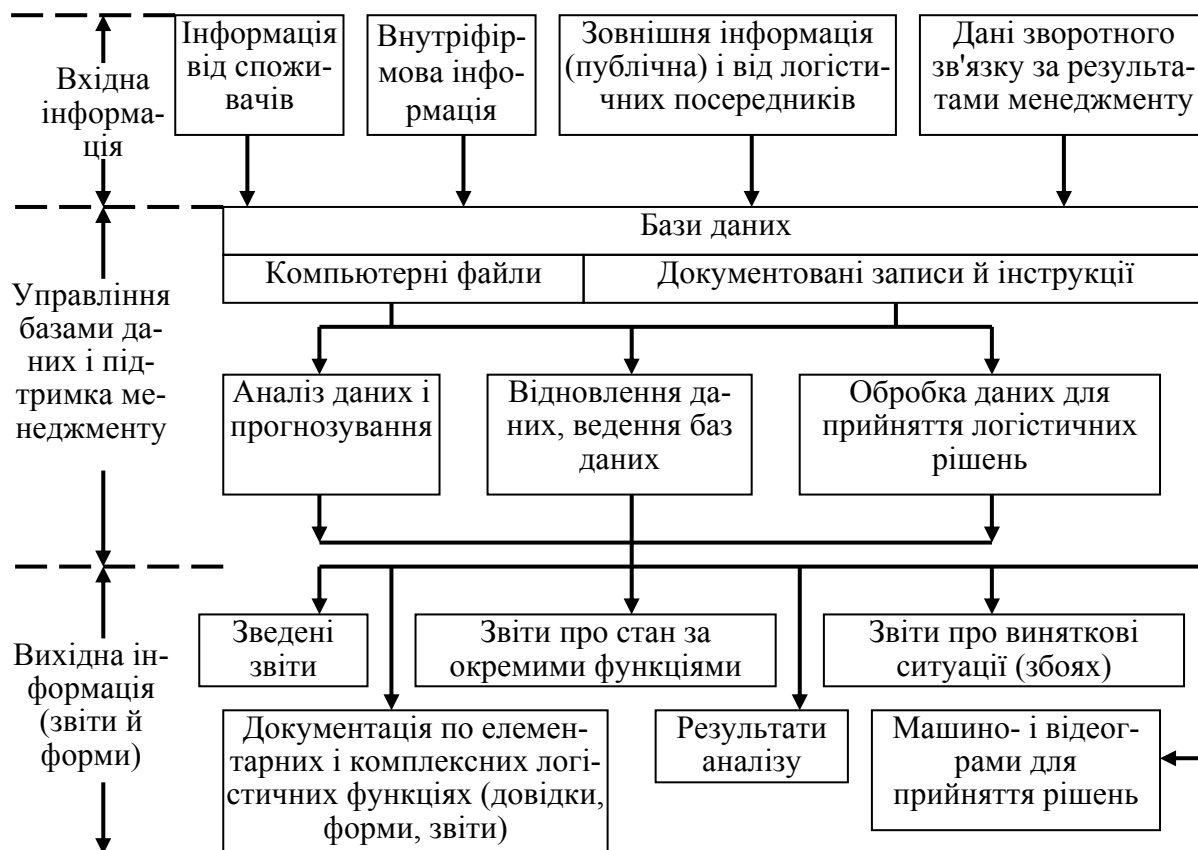 Вхідна
інформа-
ція
Інформація
від спожи-
вачів
Внутріфір-
мова інфо-
рмація
Зовнішня інформація
(публічна) і від логісти-
чних посередників
Дані зворотного
зв'язку за результа-
тами менеджменту
Управління
базами да-
них і під-
тримка ме-
неджменту
Бази даних
Компьютерні файли
Документовані записи й інструкції
Аналіз даних і
прогнозування
Відновлення да-
них, ведення баз
даних
Обробка даних для
прийняття логістичних
рішень
Вихідна ін-
формація
(звіти й
форми)
Зведені
звіти
Звіти про стан за
окремими функціями
Звіти про виняткові
ситуації (збоях)
Документація по елемен-
тарних і комплексних логі-
стичних функціях (довідки,
форми, звіти)
Результати
аналізу
Машино- і відеог-
рами для
прийняття рішень